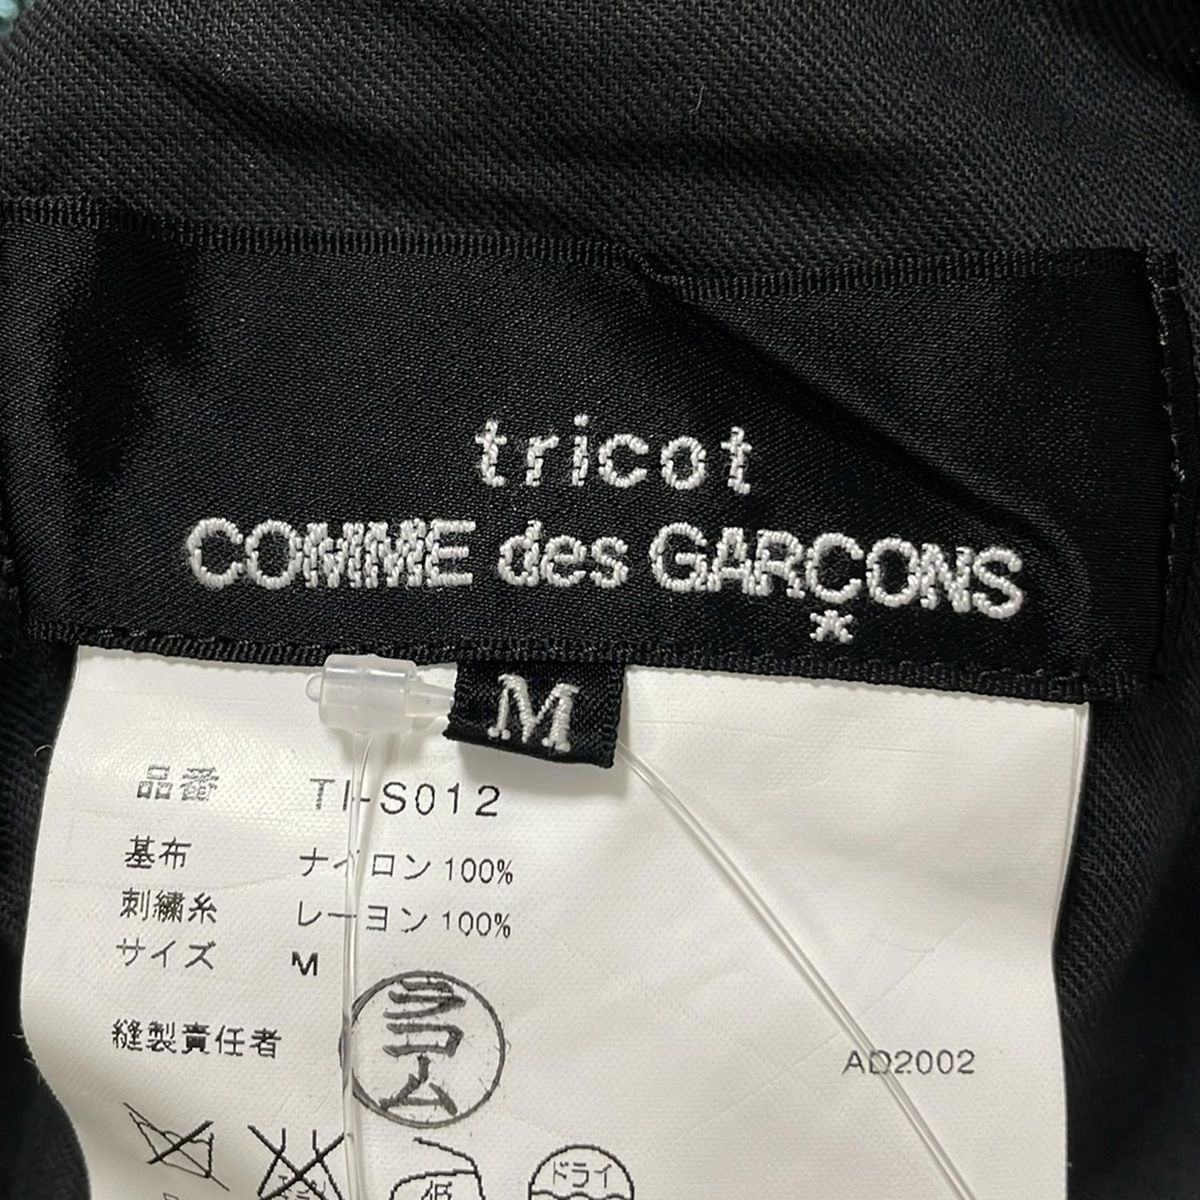 tricot
COMME des GARÇONS
M
品番 TI-S012
基布 ナイロン 100%
刺繍糸 レーヨン 100%
サイズ M
縫製責任者 ラコム
AD2002
低
ドライ